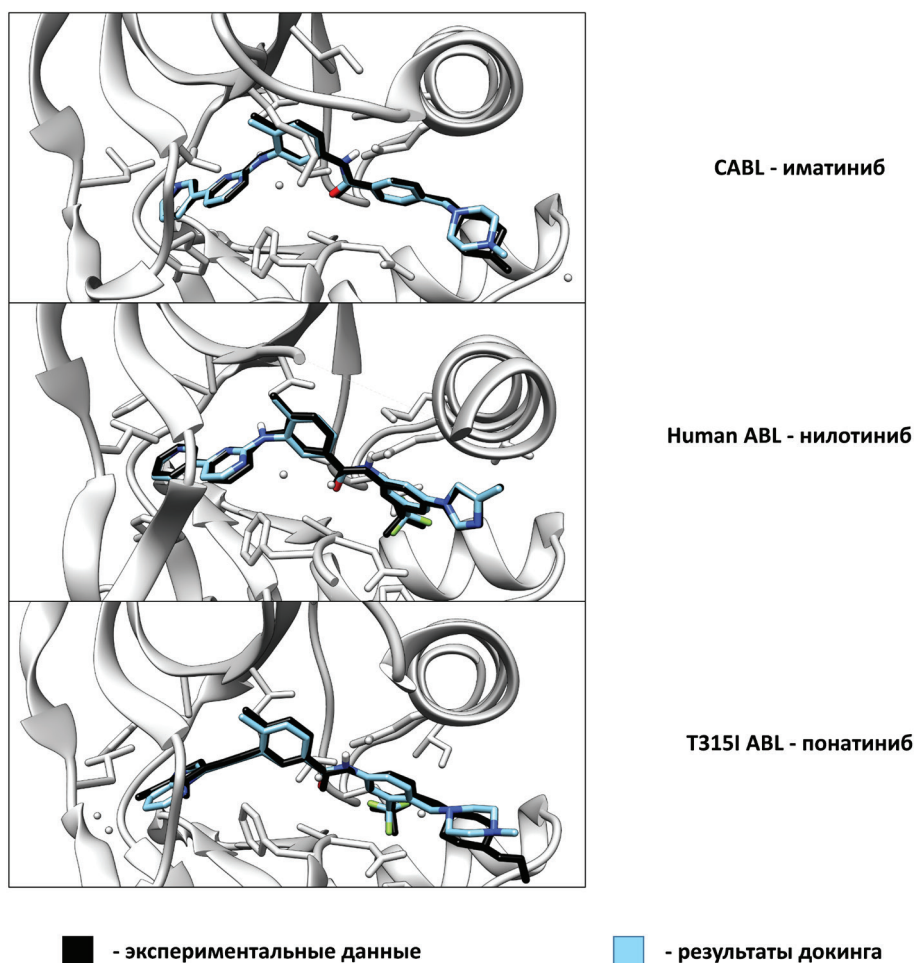 CABL - иматиниб
Human ABL - нилотиниб
T315I ABL - понатиниб
- экспериментальные данные
- результаты докинга